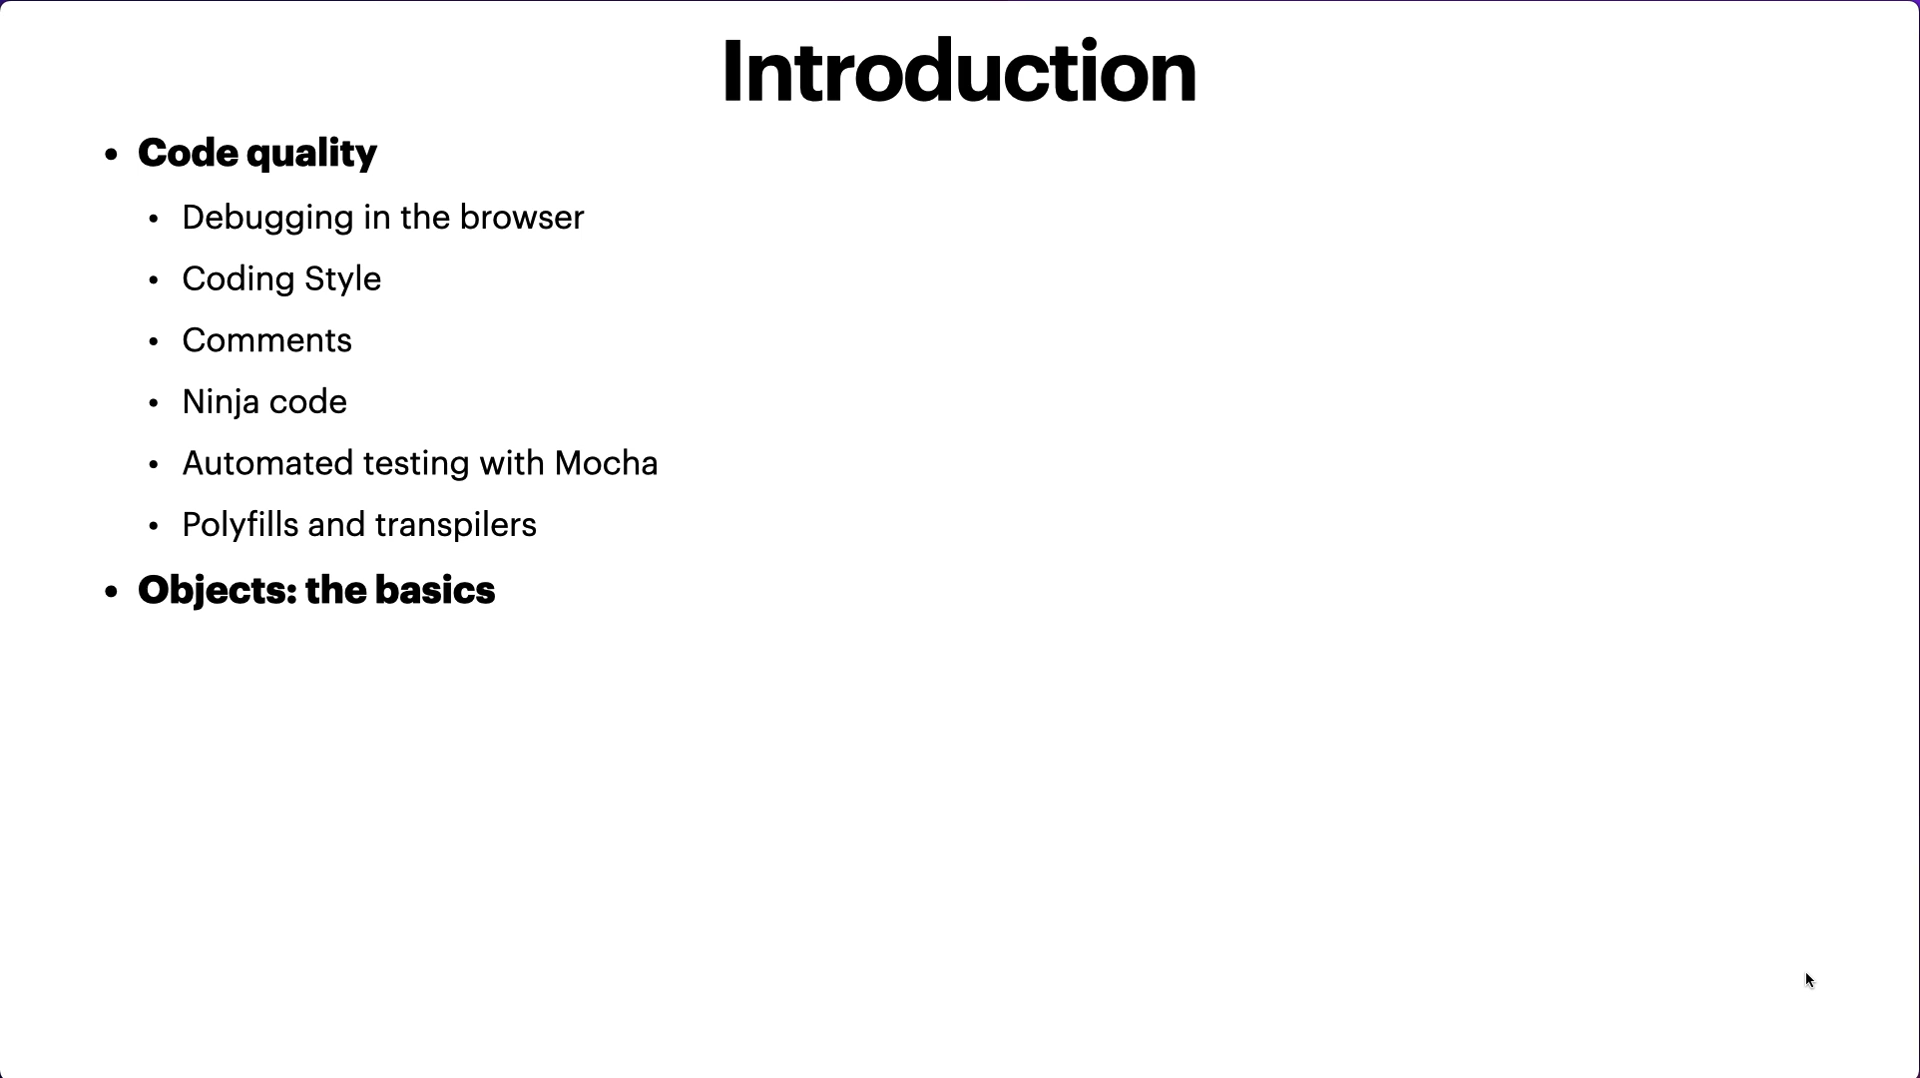 Introduction
• Code quality
• Debugging in the browser
• Coding Style
• Comments
• Ninja code
• Automated testing with Mocha
• Polyfills and transpilers
• Objects: the basics